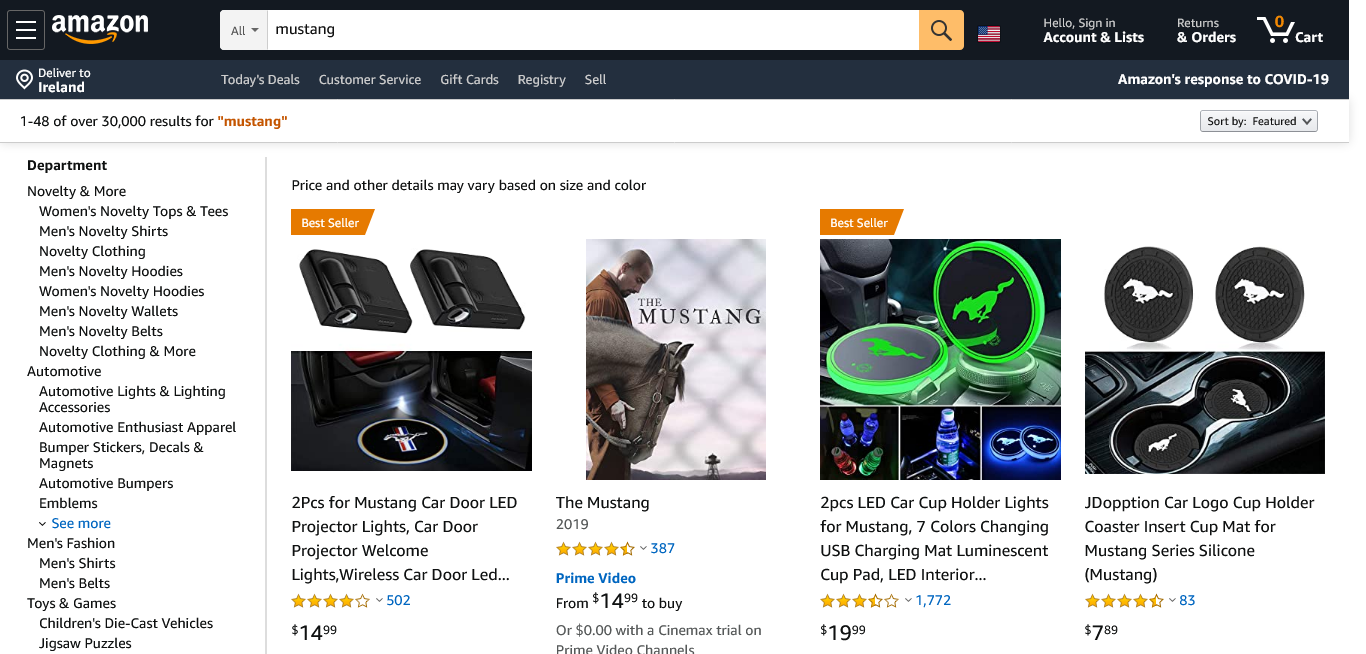 amazon
All
mustang
Hello, Sign in
Account & Lists
Returns
& Orders
0
Cart
Deliver to
Ireland
Today's Deals
Customer Service
Gift Cards
Registry
Sell
Amazon's response to COVID-19
1-48 of over 30,000 results for "mustang"
Sort by: Featured
Department
Novelty & More
Women's Novelty Tops & Tees
Men's Novelty Shirts
Novelty Clothing
Men's Novelty Hoodies
Women's Novelty Hoodies
Men's Novelty Wallets
Men's Novelty Belts
Novelty Clothing & More
Automotive
Automotive Lights & Lighting
Accessories
Automotive Enthusiast Apparel
Bumper Stickers, Decals &
Magnets
Automotive Bumpers
Emblems
See more
Men's Fashion
Men's Shirts
Men's Belts
Toys & Games
Children's Die-Cast Vehicles
Jigsaw Puzzles
Price and other details may vary based on size and color
Best Seller
2Pcs for Mustang Car Door LED
Projector Lights, Car Door
Projector Welcome
Lights,Wireless Car Door Led...
502
$1499
THE
MUSTANG
The Mustang
2019
387
Prime Video
From $1499 to buy
Or $0.00 with a Cinemax trial on
Prime Video Channels
Best Seller
2pcs LED Car Cup Holder Lights
for Mustang, 7 Colors Changing
USB Charging Mat Luminescent
Cup Pad, LED Interior...
1,772
$1999
JDopption Car Logo Cup Holder
Coaster Insert Cup Mat for
Mustang Series Silicone
(Mustang)
83
$789